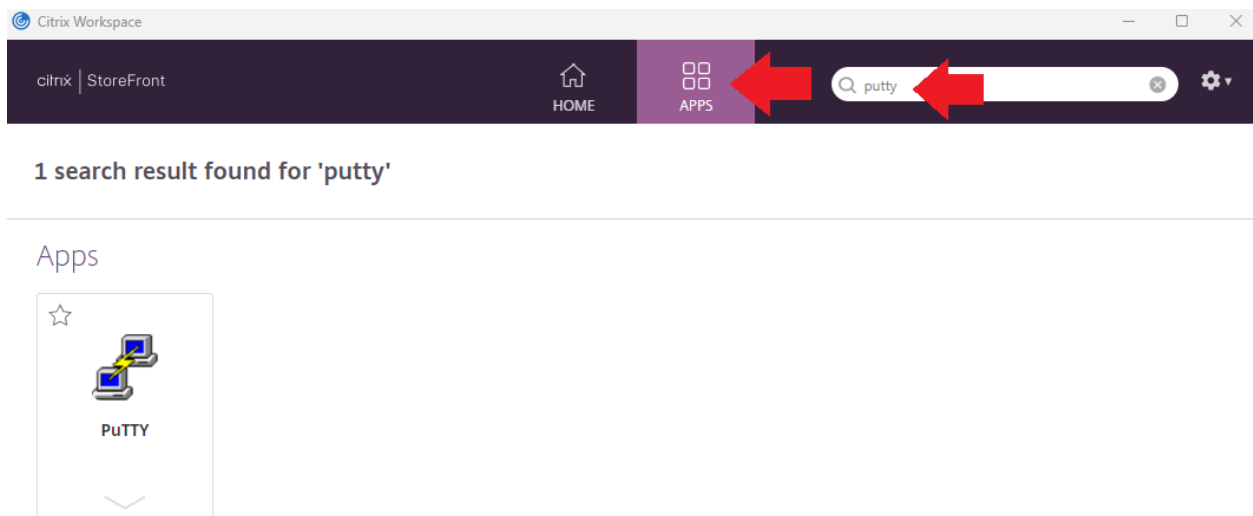 Citrix Workspace
citrix | StoreFront
HOME
APPS
putty
1 search result found for 'putty'
Apps
PuTTY